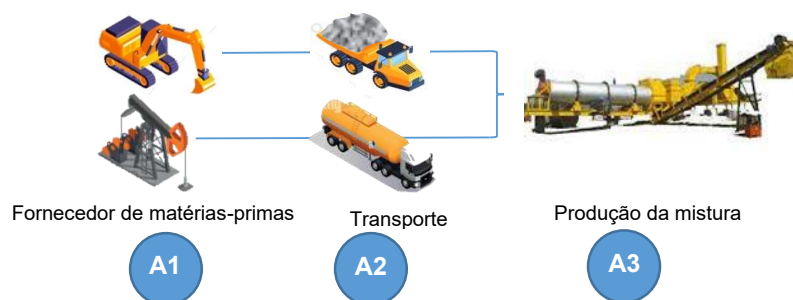 Fornecedor de matérias-primas
Transporte
Produção da mistura
A1
A2
A3